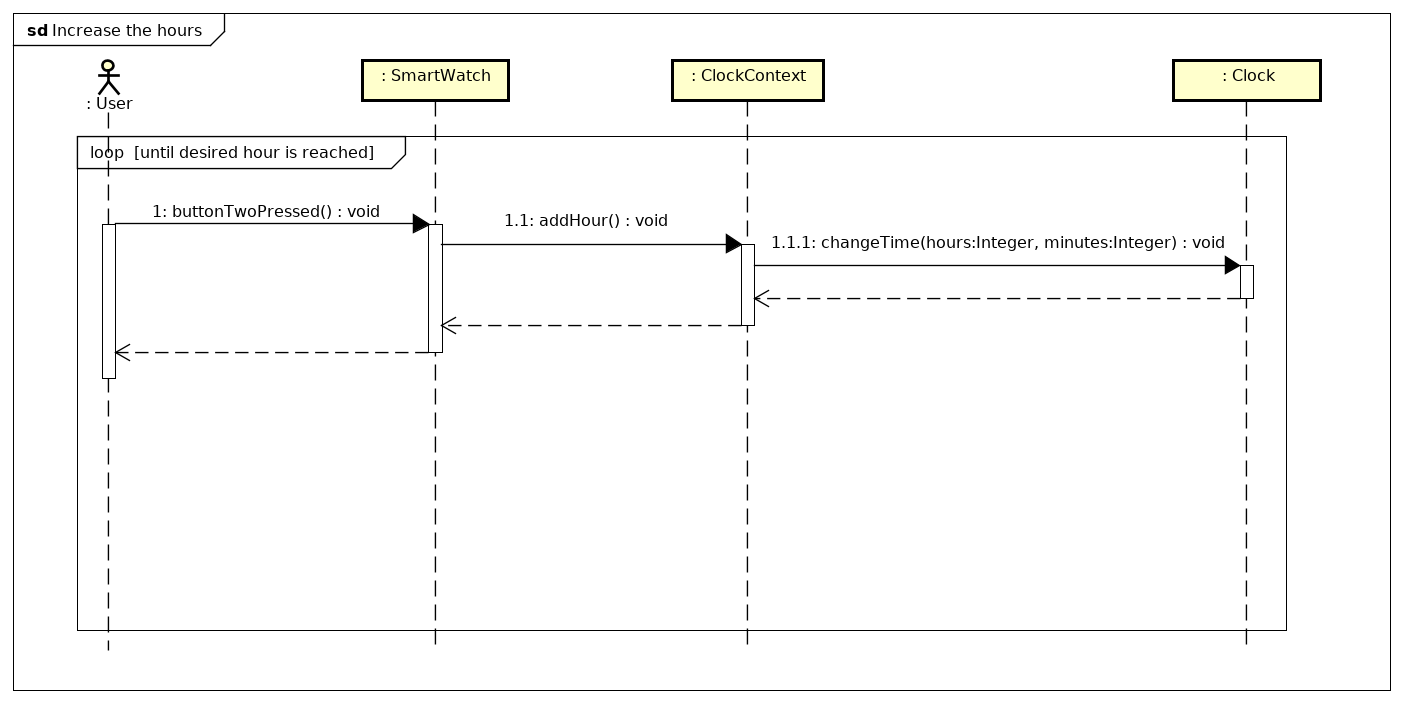 sd Increase the hours
: User
: SmartWatch
: ClockContext
: Clock
loop [until desired hour is reached]
1: buttonTwoPressed() : void
1.1: addHour() : void
1.1.1: changeTime(hours:Integer, minutes:Integer) : void